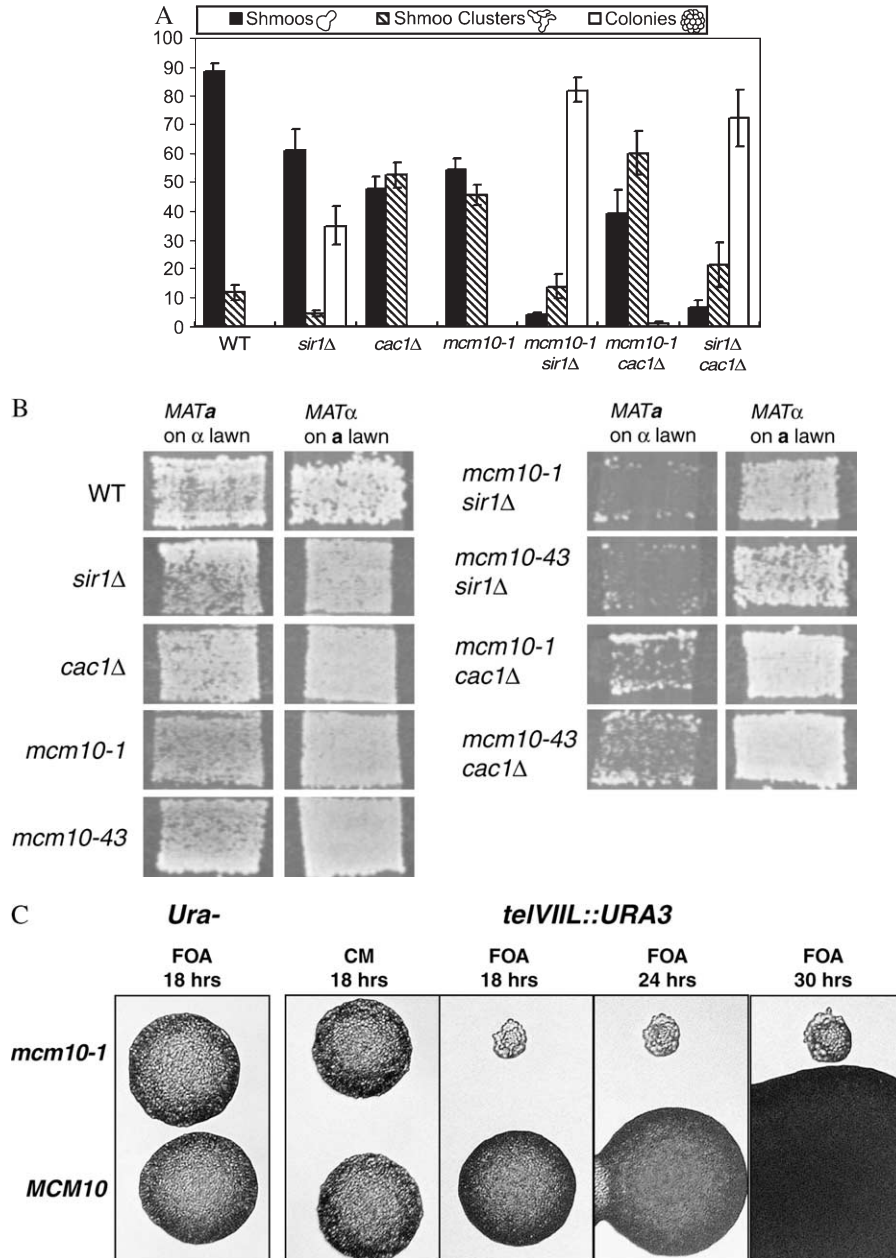 A
Shmoos Shmoo Clusters Colonies
100
90
80
70
60
50
40
30
20
10
0
WT sir1Δ cac1Δ mcm10-1 mcm10-1 sir1Δ mcm10-1 cac1Δ sir1Δ cac1Δ
B
MATa on α lawn
MATα on a lawn
WT
sir1Δ
cac1Δ
mcm10-1
mcm10-43
MATa on α lawn
MATα on a lawn
mcm10-1
sir1Δ
mcm10-43
sir1Δ
mcm10-1
cac1Δ
mcm10-43
cac1Δ
C
Ura- telVIIL::URA3
FOA CM FOA FOA FOA
18 hrs 18 hrs 18 hrs 24 hrs 30 hrs
mcm10-1
MCM10